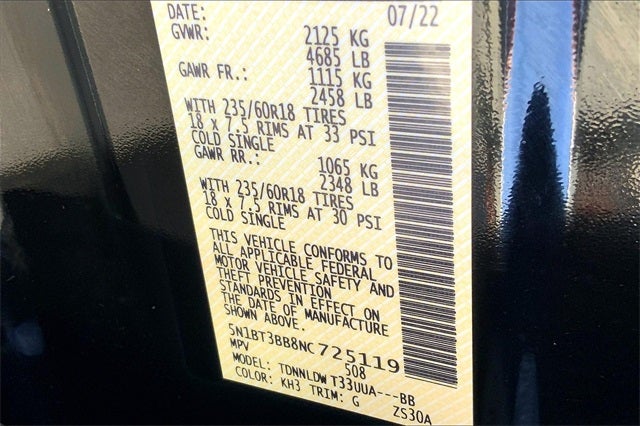 DATE: 07/22
GVWR: 2125 KG
4685 LB
GAWR FR.: 1115 KG
2458 LB
WITH 235/60R18 TIRES
18 x 7.5 RIMS AT 33 PSI
COLD SINGLE
GAWR RR.: 1065 KG
2348 LB
WITH 235/60R18 TIRES
18 x 7.5 RIMS AT 30 PSI
COLD SINGLE
THIS VEHICLE CONFORMS TO
ALL APPLICABLE FEDERAL
MOTOR VEHICLE SAFETY AND
THEFT PREVENTION
STANDARDS IN EFFECT ON
THE DATE OF MANUFACTURE
SHOWN ABOVE.
5N1BT3BB8NC725119
MPV 508
MODEL: TDNNLDWT33UUA---BB
COLOR: KH3 TRIM: G ZS30A